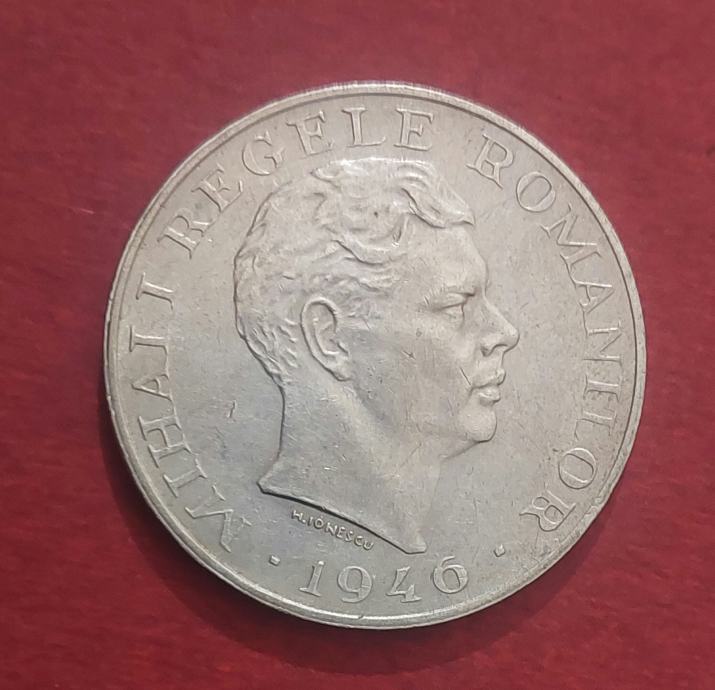 MIHAI I REGELE ROMANILOR
H. IONESCU
· 1946 ·